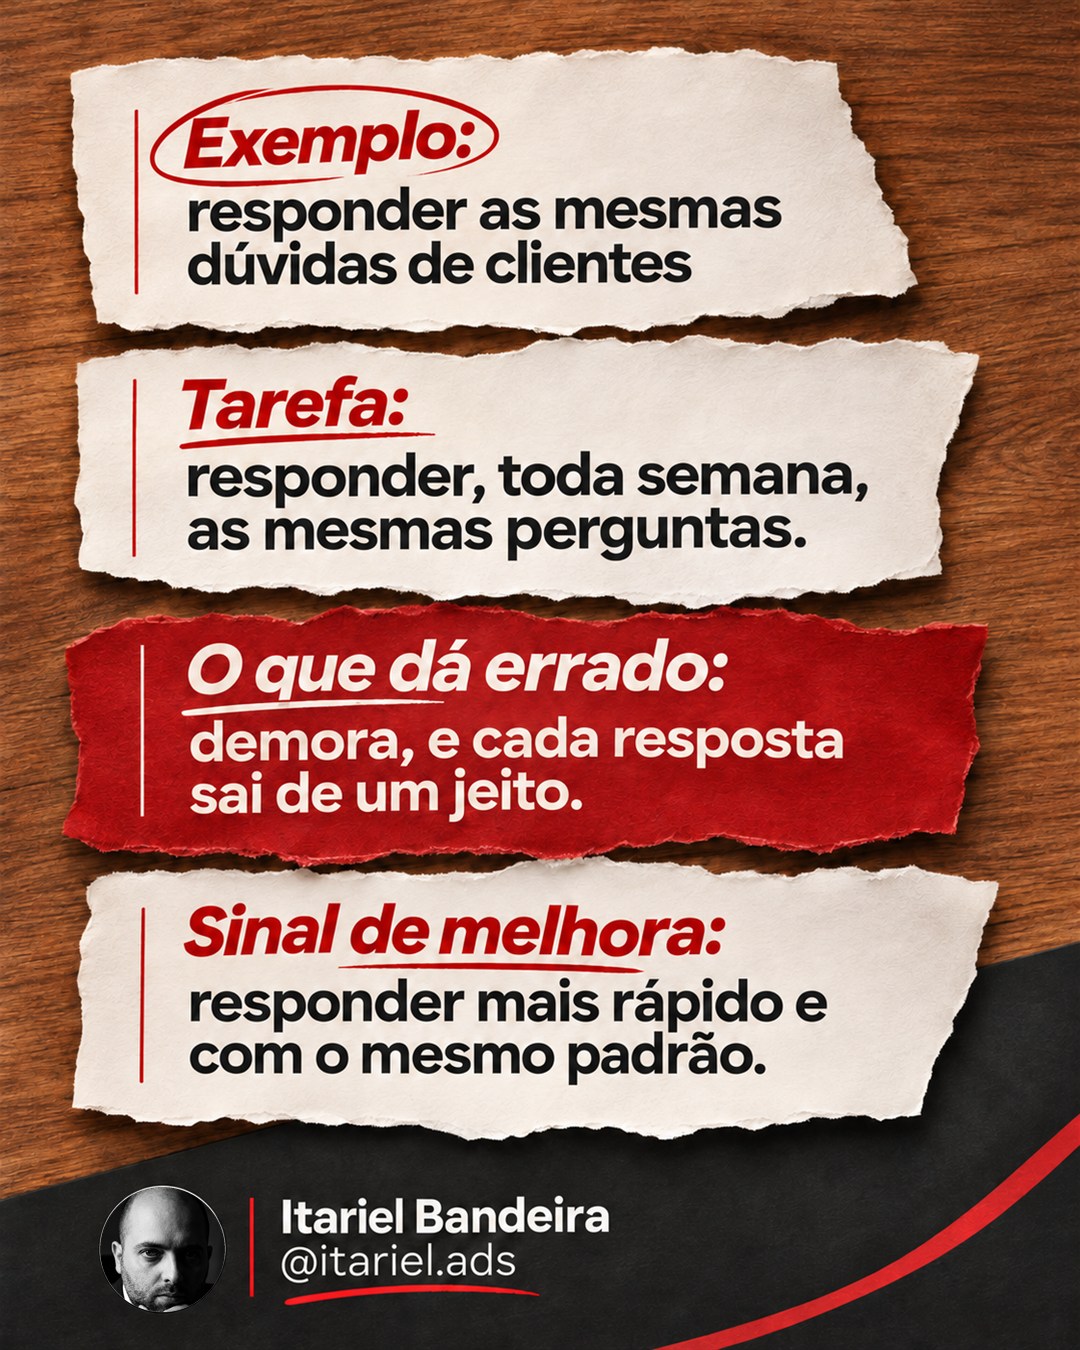 Exemplo:
responder as mesmas
dúvidas de clientes
Tarefa:
responder, toda semana,
as mesmas perguntas.
O que dá errado:
demora, e cada resposta
sai de um jeito.
Sinal de melhora:
responder mais rápido e
com o mesmo padrão.
Itariel Bandeira
@itariel.ads